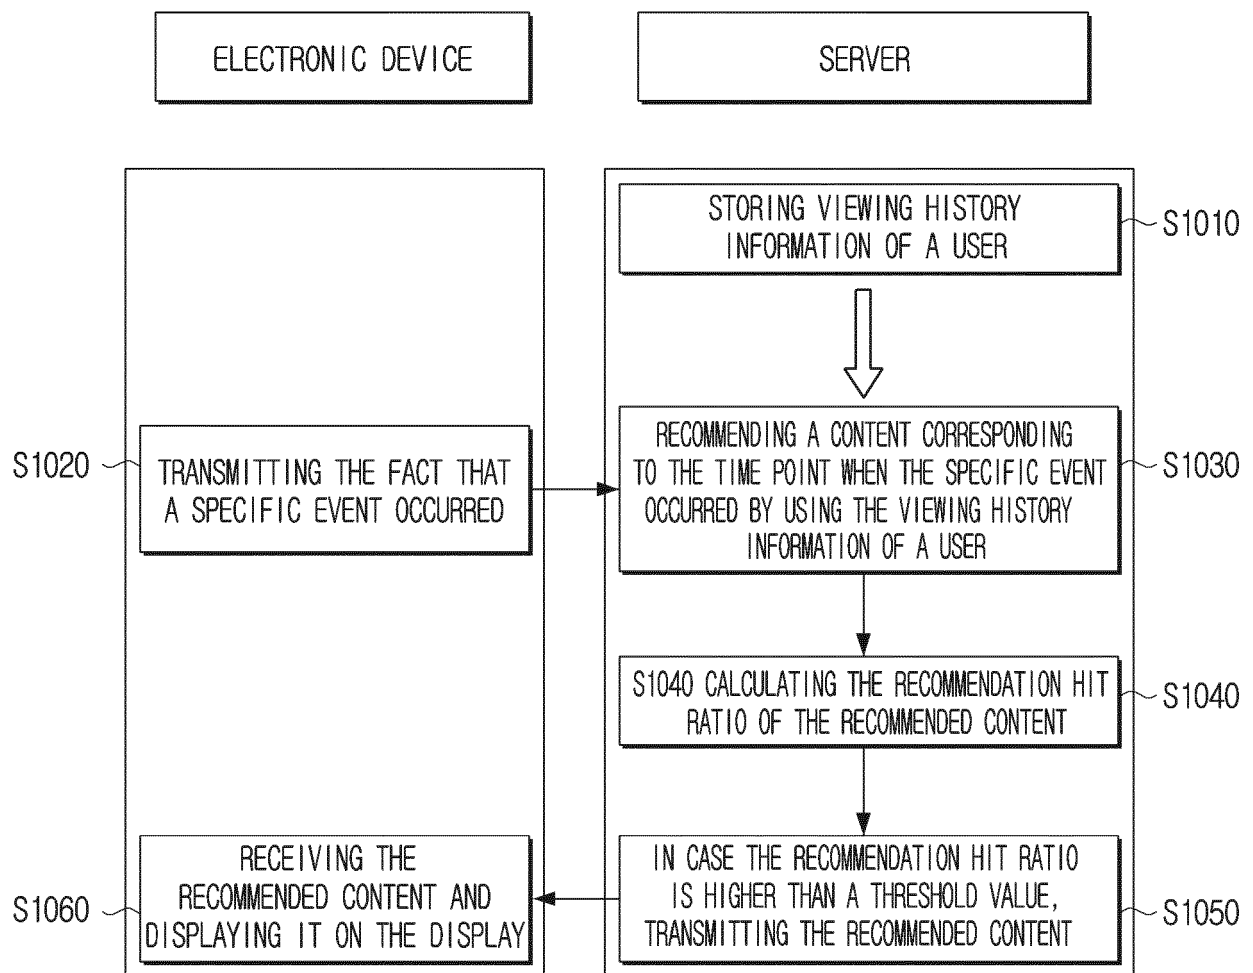 ELECTRONIC DEVICE
SERVER
STORING VIEWING HISTORY
INFORMATION OF A USER
S1010
S1020
TRANSMITTING THE FACT THAT
A SPECIFIC EVENT OCCURRED
RECOMMENDING A CONTENT CORRESPONDING
TO THE TIME POINT WHEN THE SPECIFIC EVENT
OCCURRED BY USING THE VIEWING HISTORY
INFORMATION OF A USER
S1030
S1040 CALCULATING THE RECOMMENDATION HIT
RATIO OF THE RECOMMENDED CONTENT
S1040
S1060
RECEIVING THE
RECOMMENDED CONTENT AND
DISPLAYING IT ON THE DISPLAY
IN CASE THE RECOMMENDATION HIT RATIO
IS HIGHER THAN A THRESHOLD VALUE,
TRANSMITTING THE RECOMMENDED CONTENT
S1050